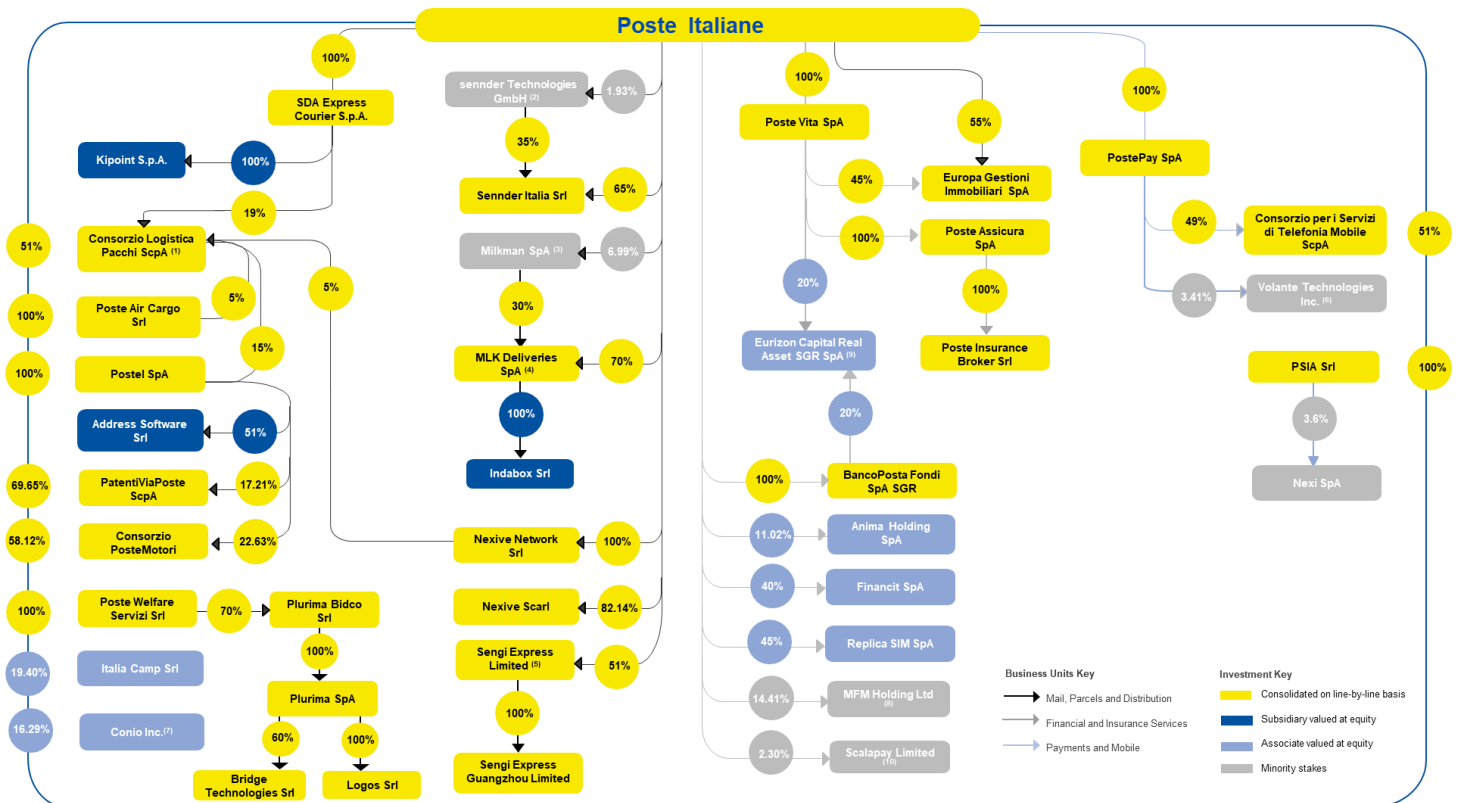 Poste Italiane
100%
SDA Express
Courier S.p.A.
Kipoint S.p.A.
100%
19%
51%
Consorzio Logistica
Pacchi ScpA (1)
5%
100%
Poste Air Cargo
Srl
5%
15%
100%
Postel SpA
Address Software
Srl
51%
69.65%
PatentiViaPoste
ScpA
17.21%
58.12%
Consorzio
PosteMotori
22.63%
100%
Poste Welfare
Servizi Srl
70%
Plurima Bidco
Srl
100%
19.40%
Italia Camp Srl
Plurima SpA
16.29%
Conio Inc.(7)
60%
100%
Bridge
Technologies Srl
Logos Srl
sennder Technologies
GmbH (2)
1.93%
35%
Sennder Italia Srl
65%
Milkman SpA (3)
6.99%
30%
MLK Deliveries
SpA (4)
70%
100%
Indabox Srl
Nexive Network
Srl
100%
Nexive Scarl
82.14%
Sengi Express
Limited (5)
51%
100%
Sengi Express
Guangzhou Limited
100%
Poste Vita SpA
55%
45%
Europa Gestioni
Immobiliari SpA
100%
Poste Assicura
SpA
20%
100%
Eurizon Capital Real
Asset SGR SpA (9)
Poste Insurance
Broker Srl
20%
100%
BancoPosta Fondi
SpA SGR
11.02%
Anima Holding
SpA
40%
Financit SpA
45%
Replica SIM SpA
14.41%
MFM Holding Ltd
(8)
2.30%
Scalapay Limited
(10)
100%
PostePay SpA
49%
Consorzio per i Servizi
di Telefonia Mobile
ScpA
51%
3.41%
Volante Technologies
Inc. (6)
PSIA Srl
100%
3.6%
Nexi SpA
Business Units Key
Mail, Parcels and Distribution
Financial and Insurance Services
Payments and Mobile
Investment Key
Consolidated on line-by-line basis
Subsidiary valued at equity
Associate valued at equity
Minority stakes